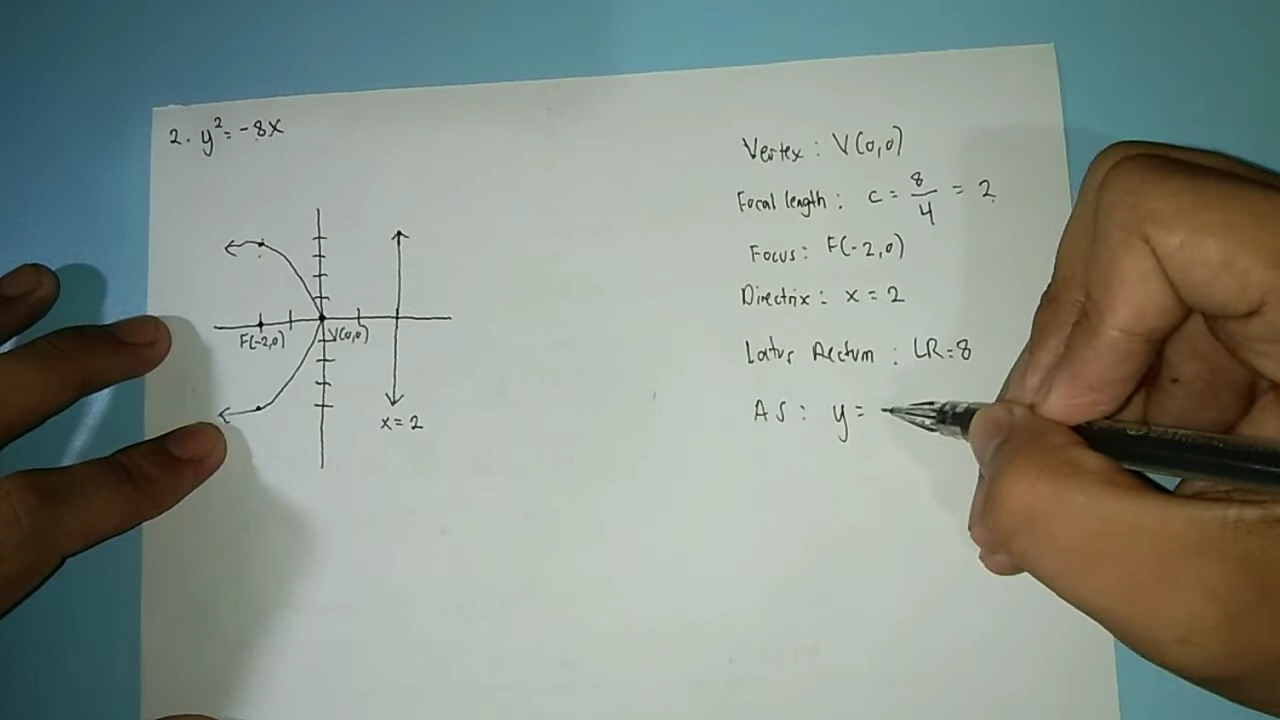 2. y² = -8x
F(-2,0)
V(0,0)
x = 2
Vertex : V(0,0)
Focal length : c = 8/4 = 2
Focus : F(-2,0)
Directrix : x = 2
Latus Rectum : LR = 8
AS : y =